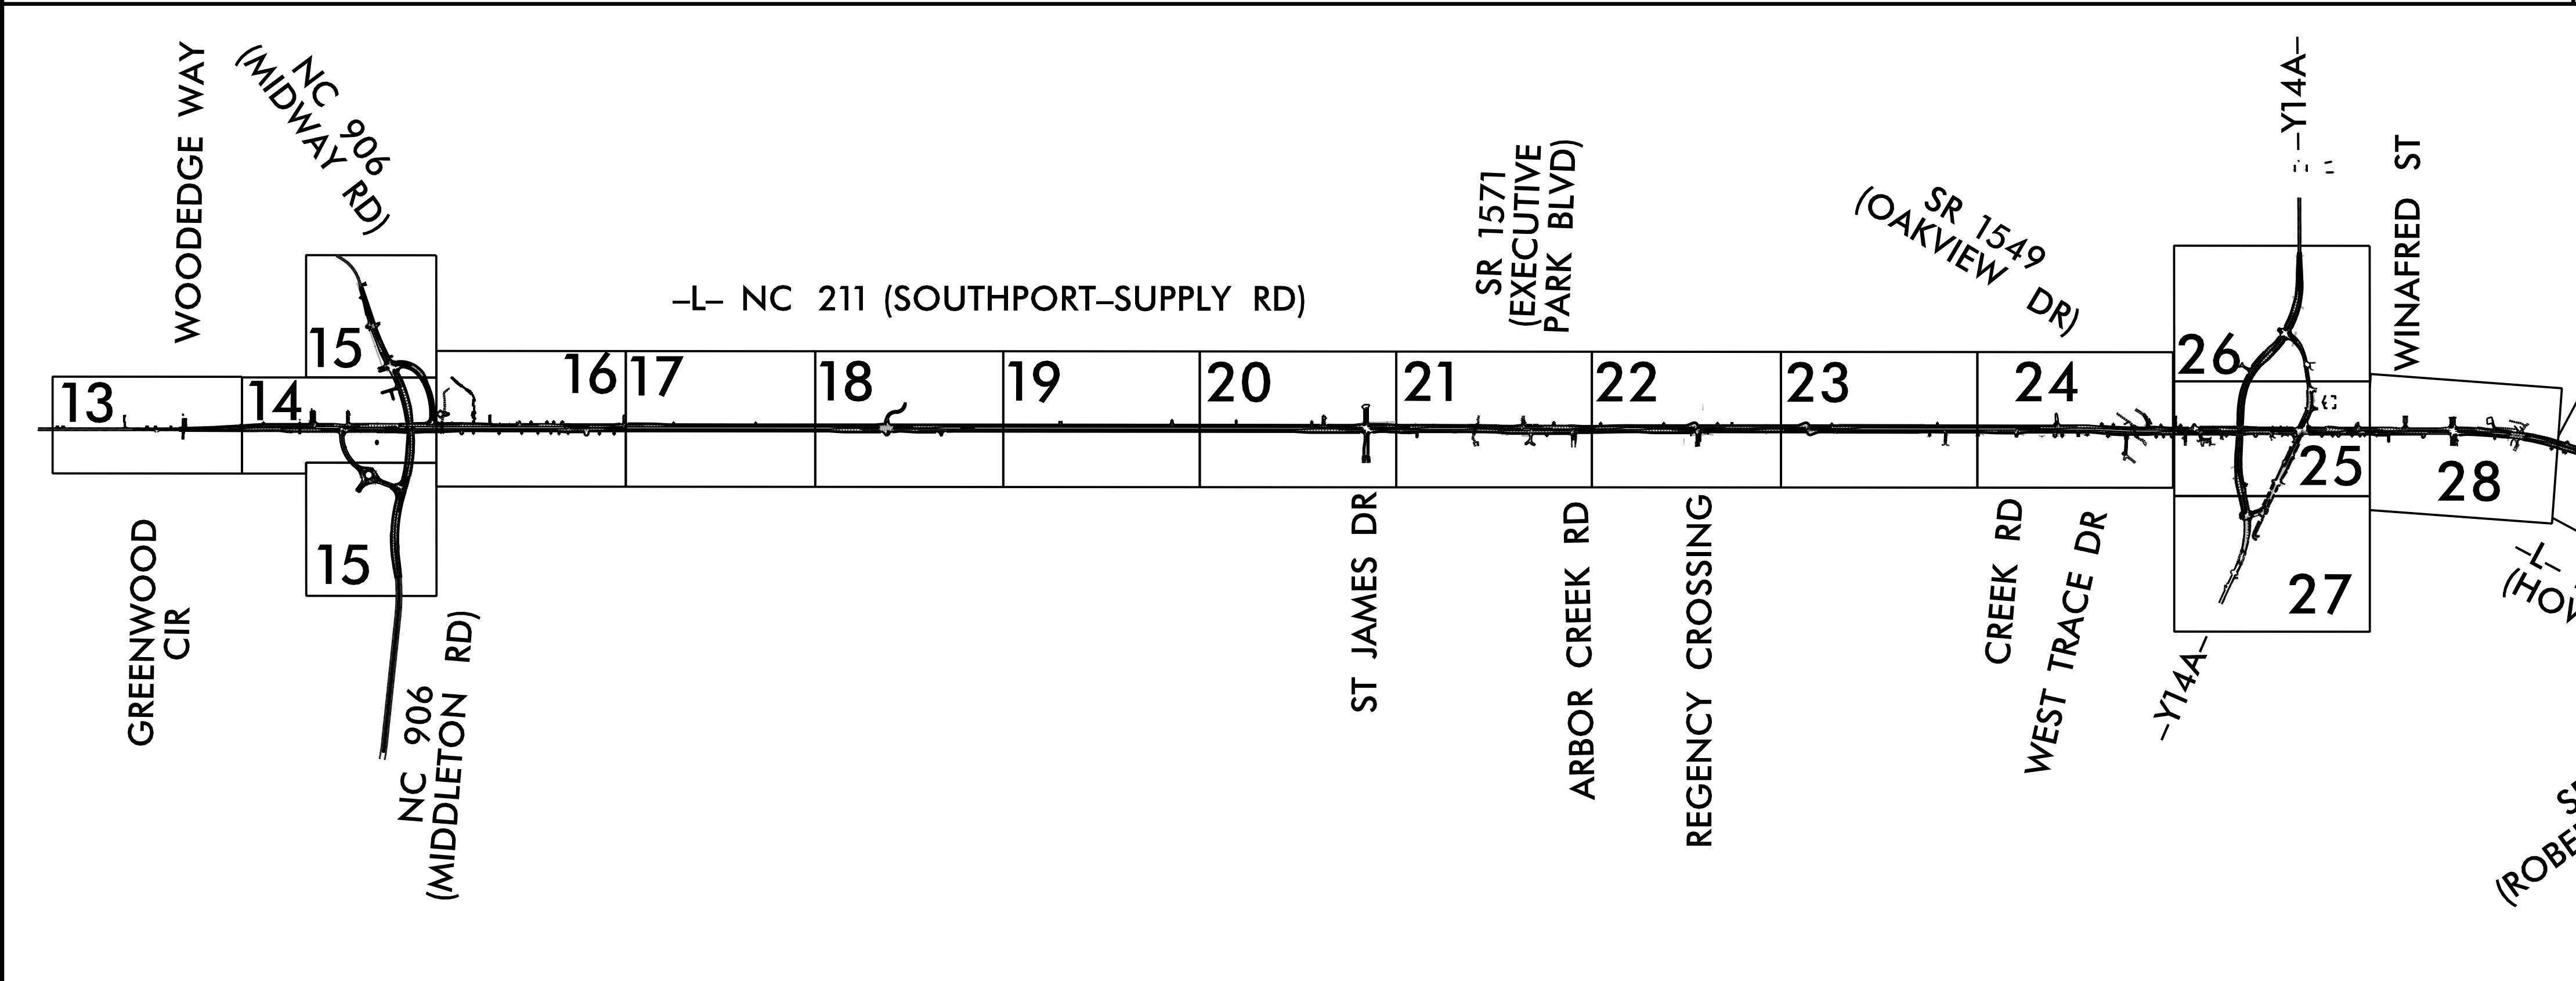 WOODEDGE WAY
NC 906
(MIDWAY RD)
-L- NC 211 (SOUTHPORT-SUPPLY RD)
SR 1571
(EXECUTIVE
PARK BLVD)
SR 1549
(OAKVIEW DR)
-Y14A-
WINAFRED ST
13
14
15
16
17
18
19
20
21
22
23
24
26
25
28
15
27
GREENWOOD
CIR
NC 906
(MIDDLETON RD)
ST JAMES DR
ARBOR CREEK RD
REGENCY CROSSING
CREEK RD
WEST TRACE DR
-Y14A-
-L-